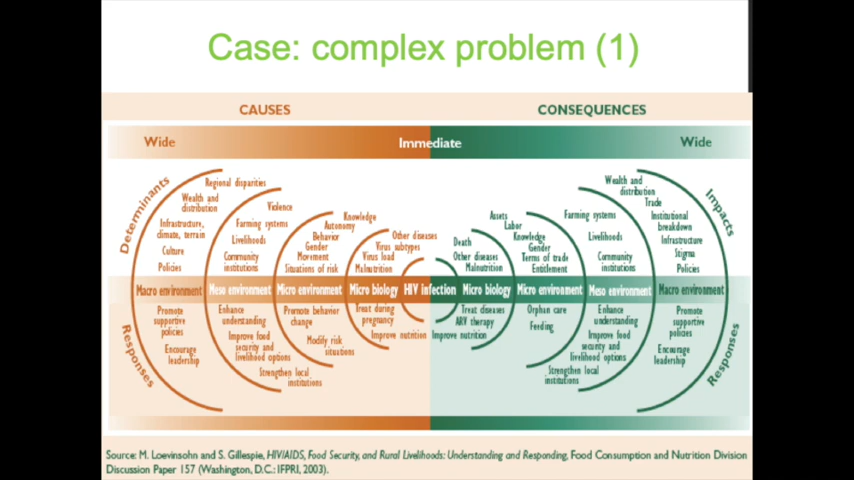 Case: complex problem (1)
CAUSES
CONSEQUENCES
Wide
Immediate
Wide
Determinants
Regional disparities
Wealth and
distribution
Infrastructure,
climate, terrain
Culture
Policies
Violence
Farming systems
Livelihoods
Community
institutions
Knowledge
Autonomy
Behavior
Gender
Movement
Situations of risk
Other diseases
Virus subtypes
Virus load
Malnutrition
Death
Other diseases
Malnutrition
Assets
Labor
Knowledge
Gender
Terms of trade
Entitlement
Farming systems
Livelihoods
Community
institutions
Wealth and
distribution
Trade
Institutional
breakdown
Infrastructure
Stigma
Policies
Impacts
Macro environment
Meso environment
Micro environment
Micro biology
HIV infection
Micro biology
Micro environment
Meso environment
Macro environment
Responses
Promote
supportive
policies
Encourage
leadership
Enhance
understanding
Improve food
security and
livelihood options
Strengthen local
institutions
Promote behavior
change
Modify risk
situations
Treat during
pregnancy
Improve nutrition
Treat diseases
ARV therapy
Improve nutrition
Orphan care
Feeding
Enhance
understanding
Improve food
security and
livelihood options
Strengthen local
institutions
Promote
supportive
policies
Encourage
leadership
Responses
Source: M. Loevinsohn and S. Gillespie, HIV/AIDS, Food Security, and Rural Livelihoods: Understanding and Responding, Food Consumption and Nutrition Division
Discussion Paper 157 (Washington, D.C.: IFPRI, 2003).